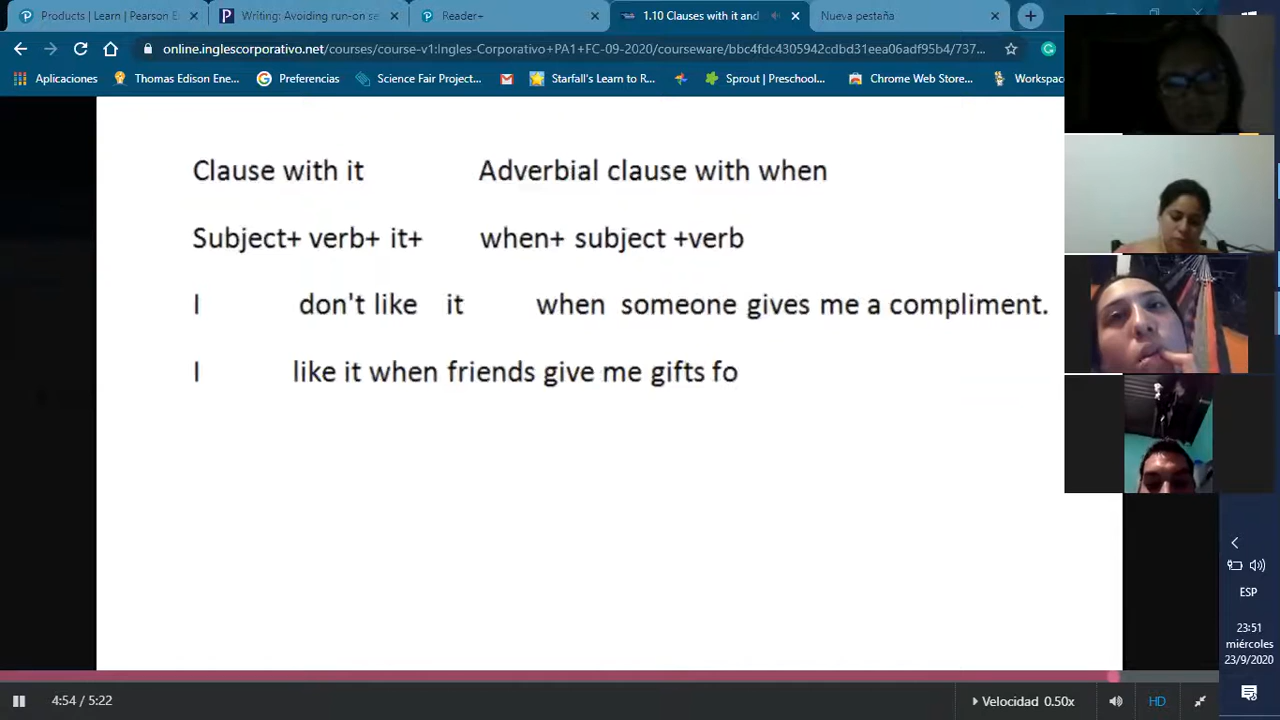 Products | Learn | Pearson E
Writing: Avoiding run-on se
Reader+
1.10 Clauses with it and
Nueva pestaña
online.inglescorporativo.net/courses/course-v1:Ingles-Corporativo+PA1+FC-09-2020/courseware/bbc4fdc4305942cdbd31eea06adf95b4/737...
Aplicaciones Thomas Edison Ene... Preferencias Science Fair Project... Starfall's Learn to R... Sprout | Preschool... Chrome Web Store... Workspac
Clause with it Adverbial clause with when
Subject+ verb+ it+ when+ subject +verb
I don't like it when someone gives me a compliment.
I like it when friends give me gifts fo
ESP
23:51
miércoles
23/9/2020
4:54 / 5:22 Velocidad 0.50x HD